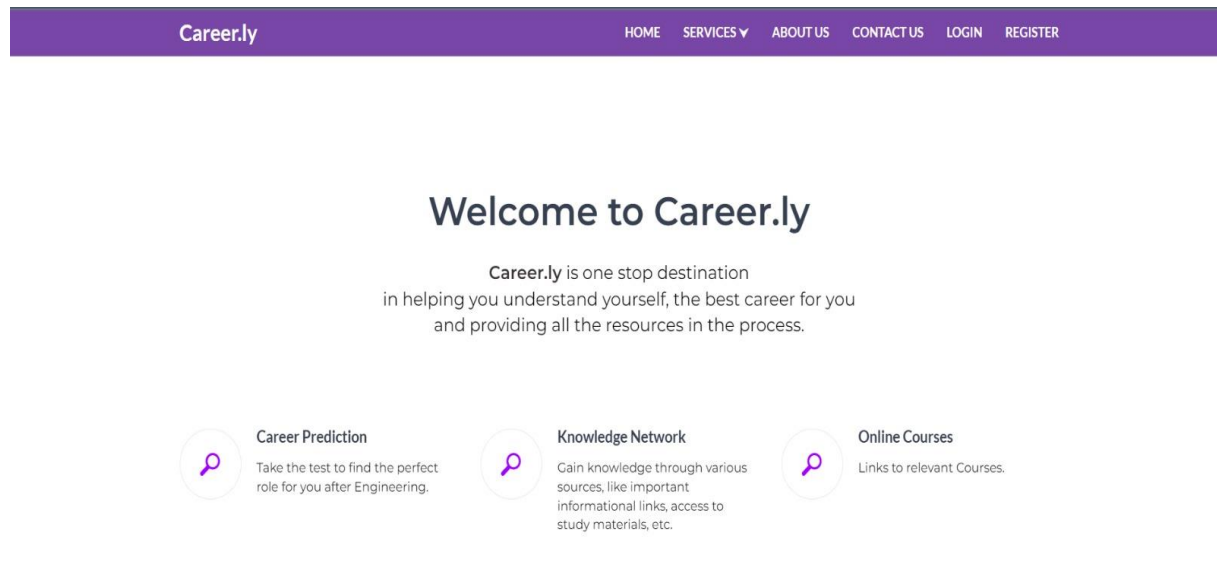 Career.ly
HOME SERVICES ABOUT US CONTACT US LOGIN REGISTER
Welcome to Career.ly
Career.ly is one stop destination
in helping you understand yourself, the best career for you
and providing all the resources in the process.
Career Prediction
Take the test to find the perfect
role for you after Engineering.
Knowledge Network
Gain knowledge through various
sources, like important
informational links, access to
study materials, etc.
Online Courses
Links to relevant Courses.